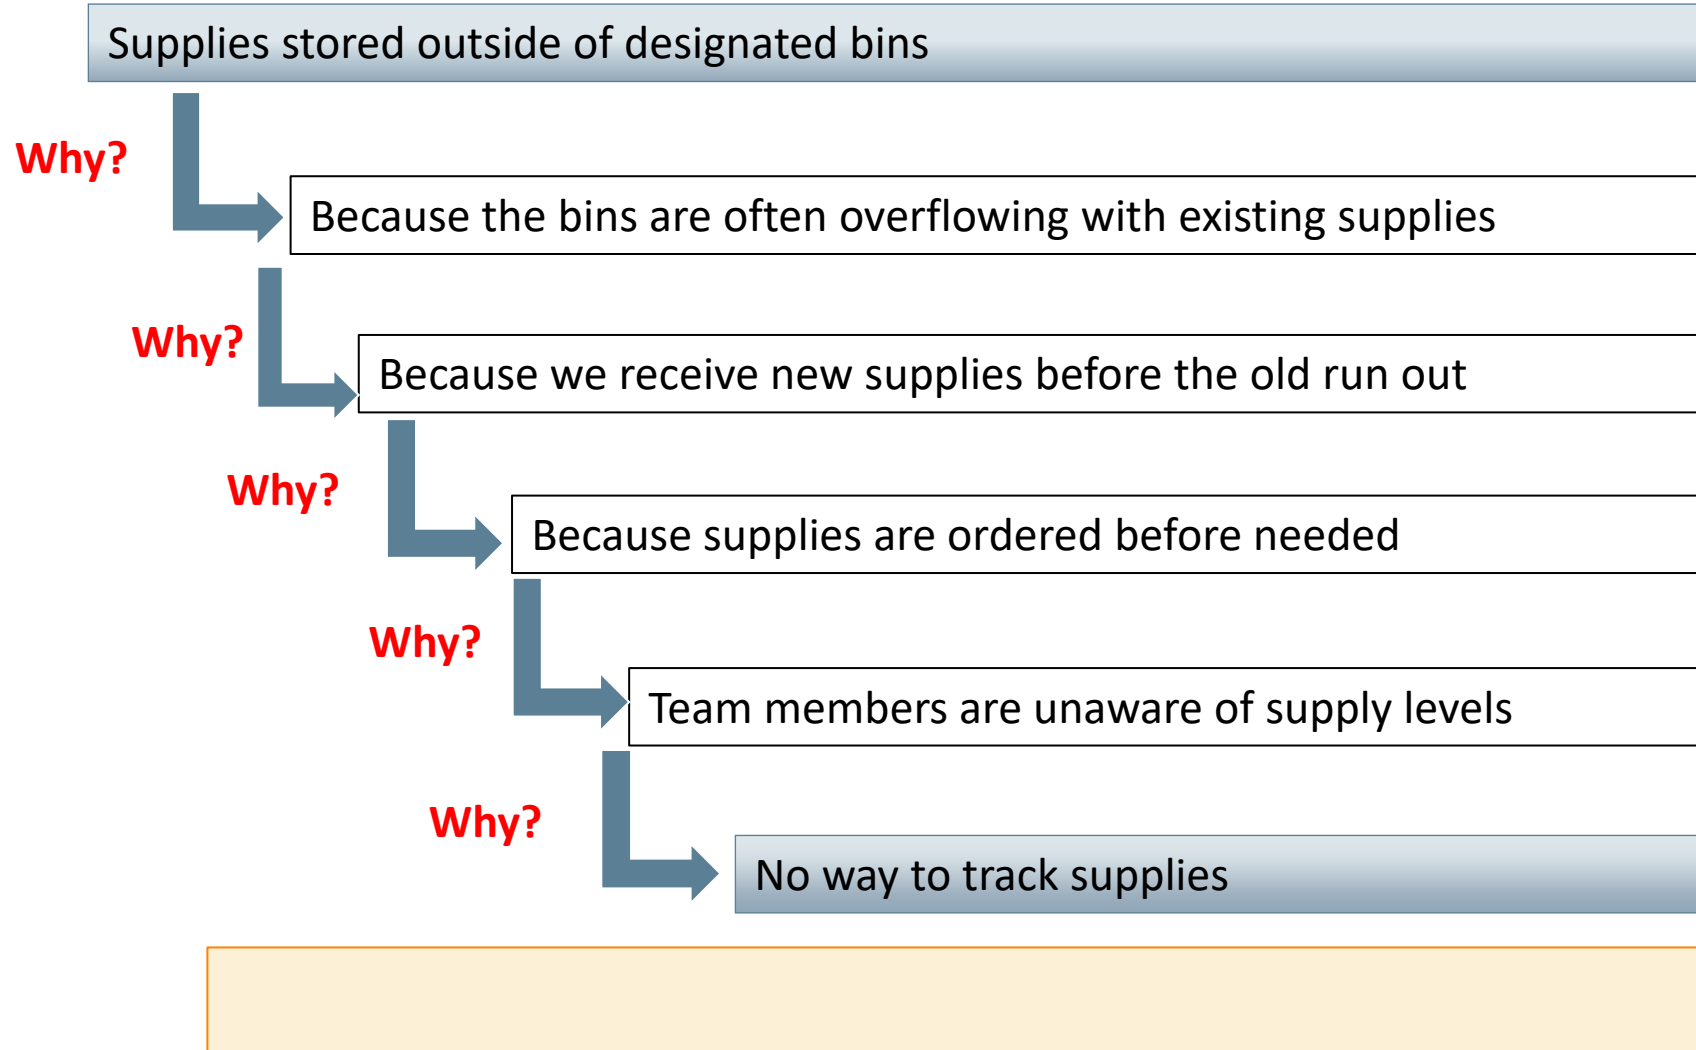 Supplies stored outside of designated bins
Why?
Because the bins are often overflowing with existing supplies
Why?
Because we receive new supplies before the old run out
Why?
Because supplies are ordered before needed
Why?
Team members are unaware of supply levels
Why?
No way to track supplies